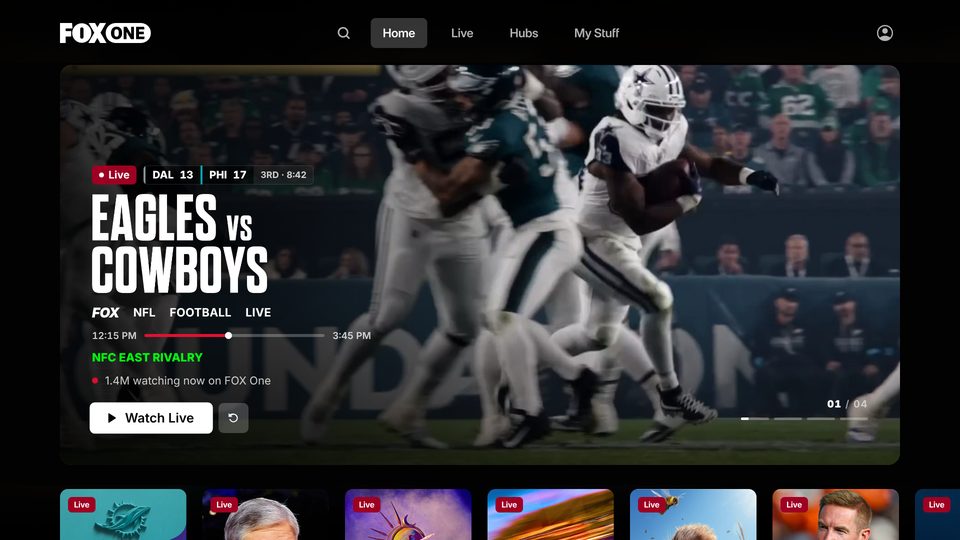 FOX ONE
Home
Live
Hubs
My Stuff
Live DAL 13 PHI 17 3RD · 8:42
EAGLES VS
COWBOYS
FOX NFL FOOTBALL LIVE
12:15 PM 3:45 PM
NFC EAST RIVALRY
1.4M watching now on FOX One
Watch Live
01 / 04
Live
Live
Live
Live
Live
Live
Live